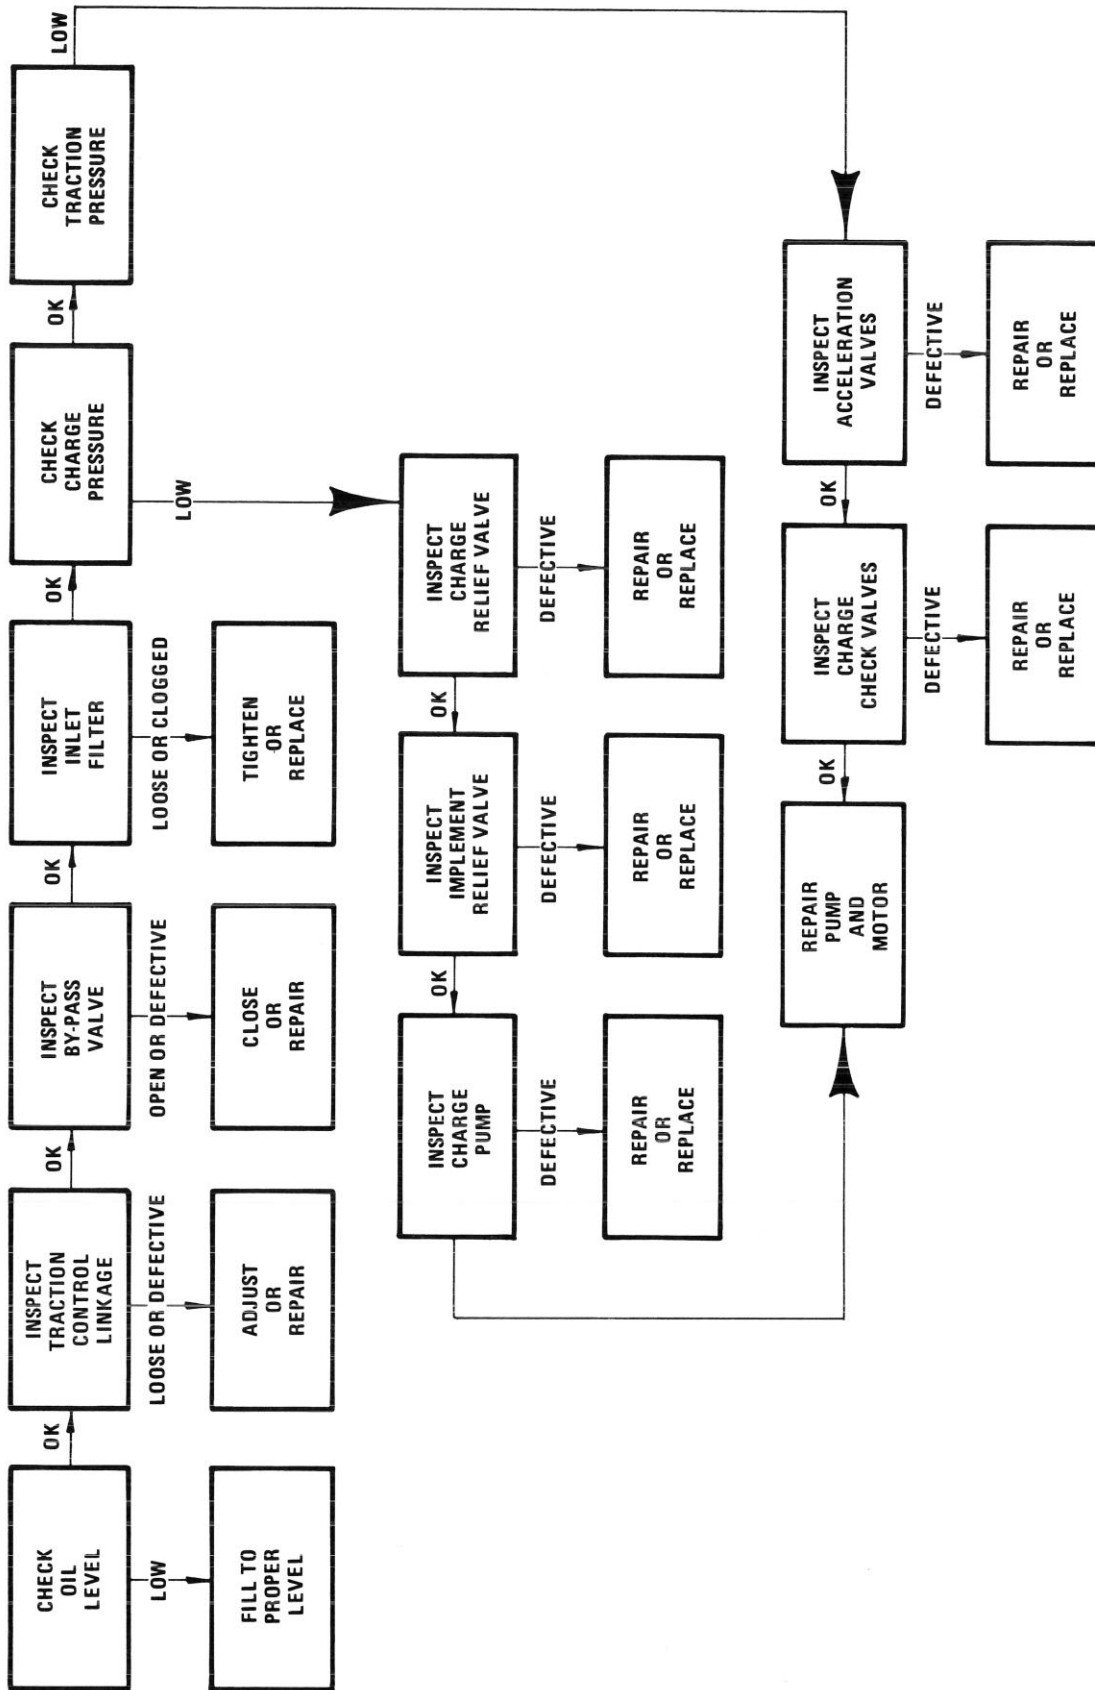 CHECK
OIL
LEVEL
OK
INSPECT
TRACTION
CONTROL
LINKAGE
OK
INSPECT
BY-PASS
VALVE
OK
INSPECT
INLET
FILTER
OK
CHECK
CHARGE
PRESSURE
OK
CHECK
TRACTION
PRESSURE
LOW
LOW
LOOSE OR DEFECTIVE
OPEN OR DEFECTIVE
LOOSE OR CLOGGED
LOW
FILL TO
PROPER
LEVEL
ADJUST
OR
REPAIR
CLOSE
OR
REPAIR
TIGHTEN
OR
REPLACE
INSPECT
CHARGE
PUMP
OK
INSPECT
IMPLEMENT
RELIEF VALVE
OK
INSPECT
CHARGE
RELIEF VALVE
DEFECTIVE
DEFECTIVE
DEFECTIVE
REPAIR
OR
REPLACE
REPAIR
OR
REPLACE
REPAIR
OR
REPLACE
REPAIR
PUMP
AND
MOTOR
OK
INSPECT
CHARGE
CHECK VALVES
OK
INSPECT
ACCELERATION
VALVES
DEFECTIVE
DEFECTIVE
REPAIR
OR
REPLACE
REPAIR
OR
REPLACE